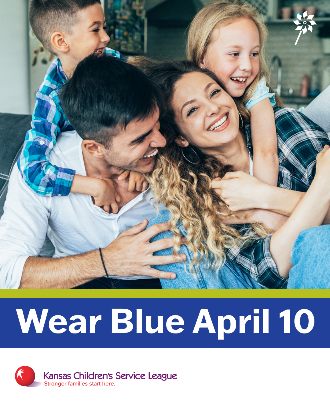 Wear Blue April 10
Kansas Children's Service League
Stronger families start here.